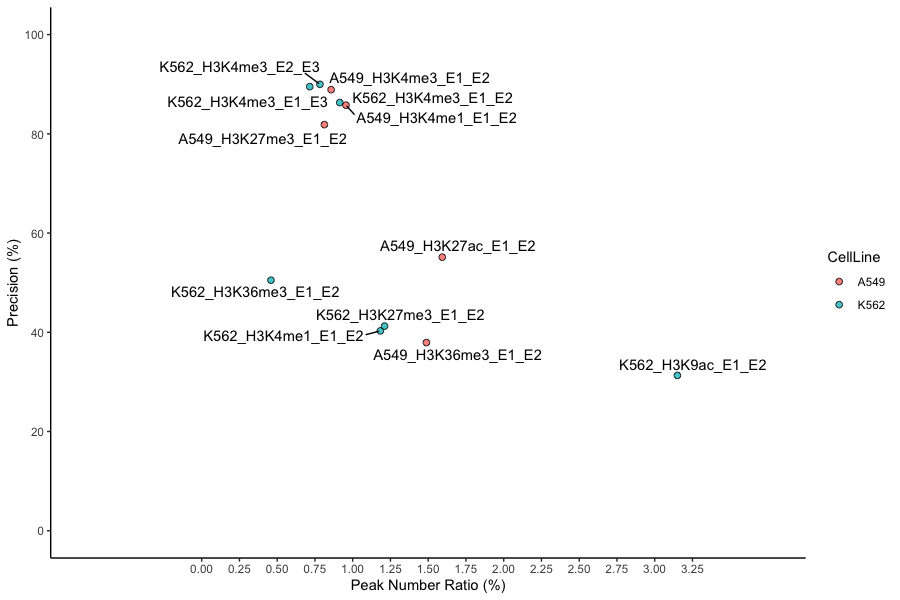 100
80
60
40
20
0
Precision (%)
K562_H3K4me3_E2_E3
A549_H3K4me3_E1_E2
K562_H3K4me3_E1_E3
K562_H3K4me3_E1_E2
A549_H3K4me1_E1_E2
A549_H3K27me3_E1_E2
A549_H3K27ac_E1_E2
K562_H3K36me3_E1_E2
K562_H3K27me3_E1_E2
K562_H3K4me1_E1_E2
A549_H3K36me3_E1_E2
K562_H3K9ac_E1_E2
0.00 0.25 0.50 0.75 1.00 1.25 1.50 1.75 2.00 2.25 2.50 2.75 3.00 3.25
Peak Number Ratio (%)
CellLine
A549
K562